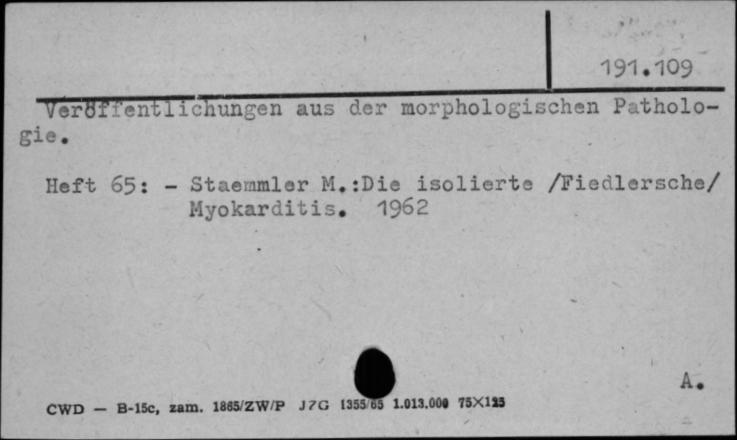 191.109
Veröffentlichungen aus der morphologischen Patholo-
gie.
Heft 65: - Staemmler M.:Die isolierte /Fiedlersche/
Myokarditis. 1962
A.
CWD — B-15c, zam. 1865/ZW/P J7G 1355/65 1.013.000 75X125